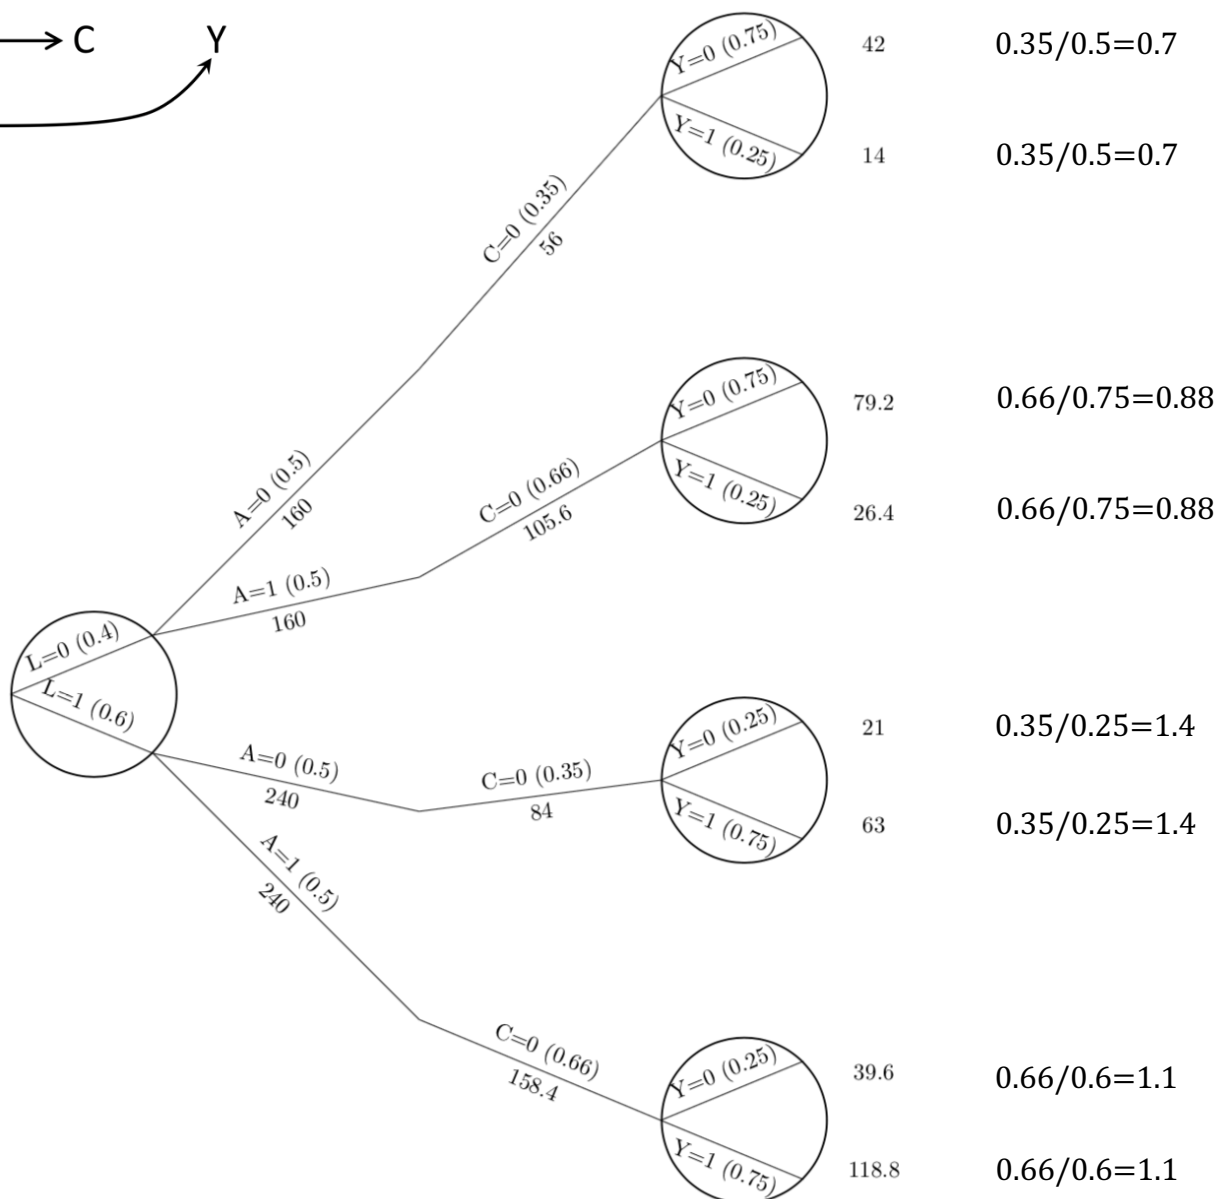 C Y
Y=0 (0.75) 42 0.35/0.5=0.7
Y=1 (0.25) 14 0.35/0.5=0.7
C=0 (0.35)
56
Y=0 (0.75) 79.2 0.66/0.75=0.88
Y=1 (0.25) 26.4 0.66/0.75=0.88
C=0 (0.66)
105.6
A=0 (0.5)
160
A=1 (0.5)
160
L=0 (0.4)
L=1 (0.6)
Y=0 (0.25) 21 0.35/0.25=1.4
Y=1 (0.75) 63 0.35/0.25=1.4
A=0 (0.5)
240
C=0 (0.35)
84
A=1 (0.5)
240
C=0 (0.66)
158.4
Y=0 (0.25) 39.6 0.66/0.6=1.1
Y=1 (0.75) 118.8 0.66/0.6=1.1